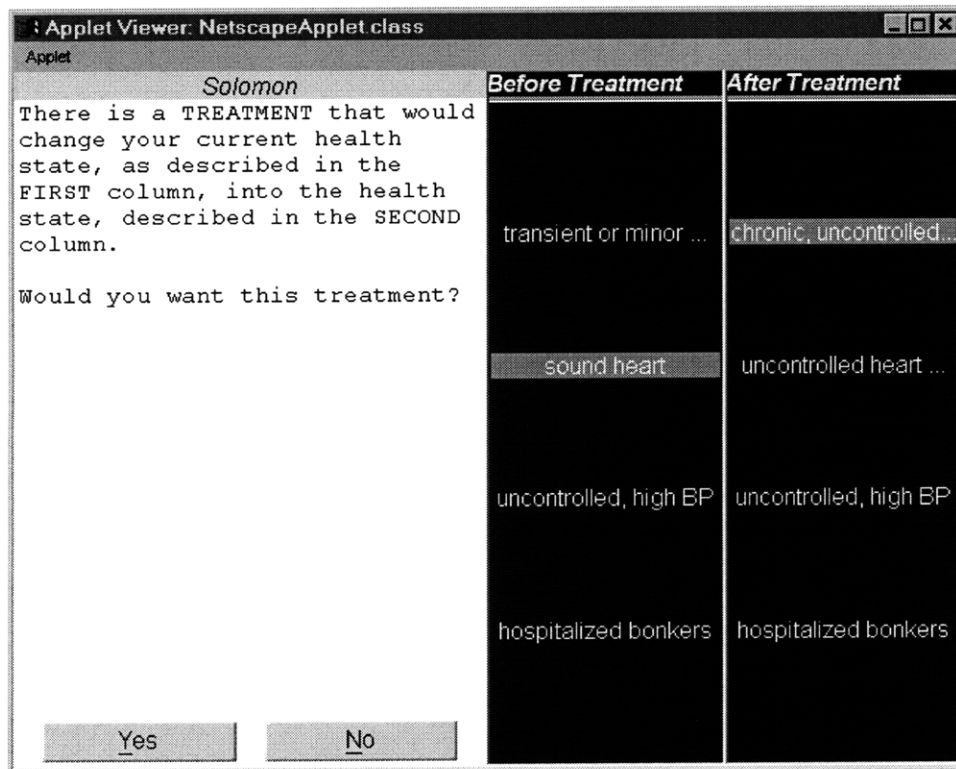 Applet Viewer: NetscapeApplet.class
Applet
Solomon
There is a TREATMENT that would
change your current health
state, as described in the
FIRST column, into the health
state, described in the SECOND
column.
Would you want this treatment?
Yes No
Before Treatment After Treatment
transient or minor ... chronic, uncontrolled...
sound heart uncontrolled heart ...
uncontrolled, high BP uncontrolled, high BP
hospitalized bonkers hospitalized bonkers